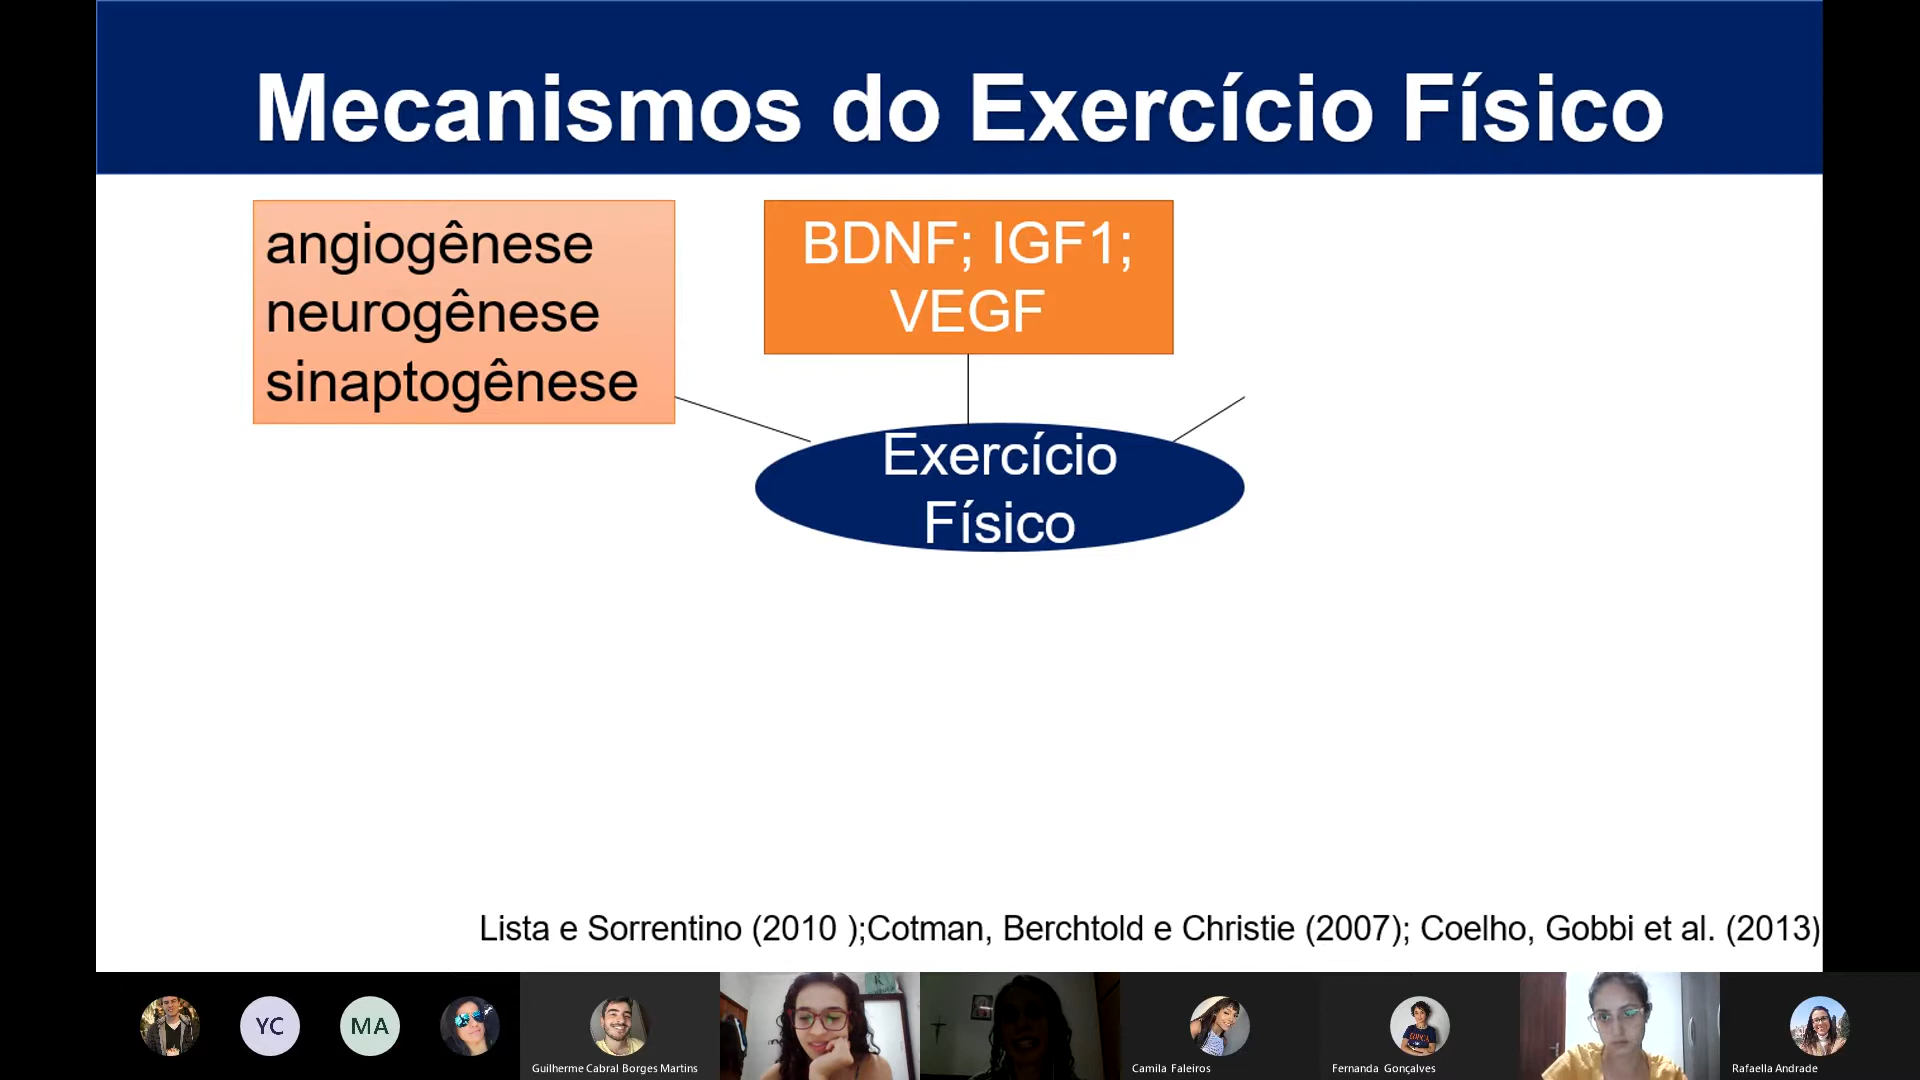 Mecanismos do Exercício Físico
angiogênese
neurogênese
sinaptogênese
BDNF; IGF1;
VEGF
Exercício
Físico
Lista e Sorrentino (2010 );Cotman, Berchtold e Christie (2007); Coelho, Gobbi et al. (2013)
YC
MA
Guilherme Cabral Borges Martins
Camila Faleiros
Fernanda Gonçalves
Rafaella Andrade